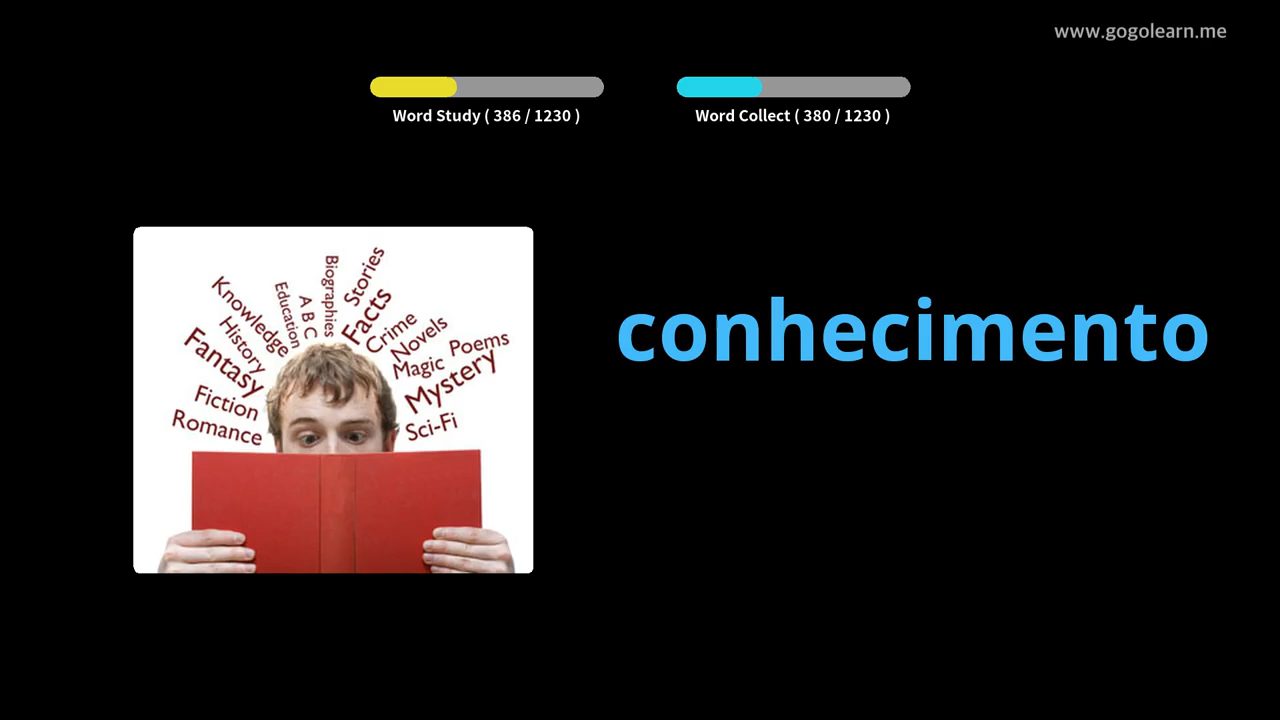 www.gogolearn.me
Word Study ( 386 / 1230 )
Word Collect ( 380 / 1230 )
conhecimento
Romance
Fiction
Fantasy
History
Knowledge
Education
A B C
Biographies
Stories
Facts
Crime
Novels
Magic
Poems
Mystery
Sci-Fi